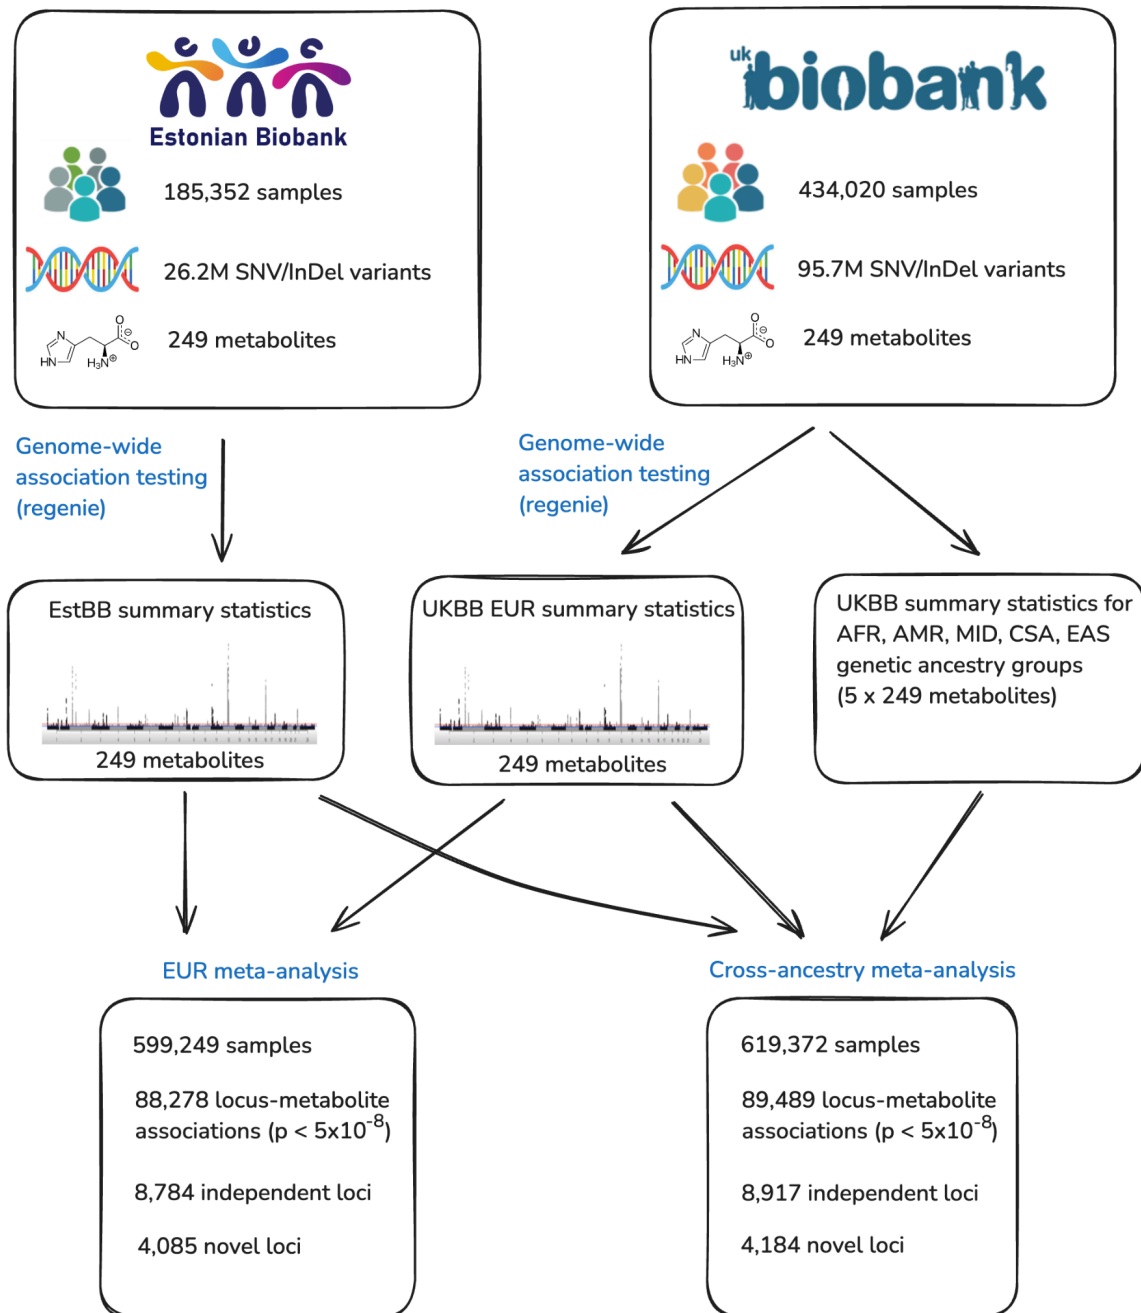 Estonian Biobank
185,352 samples
26.2M SNV/InDel variants
N
HN
H₃N⊕
O
⊖
O
249 metabolites
uk
biobank
434,020 samples
95.7M SNV/InDel variants
N
HN
H₃N⊕
O
⊖
O
249 metabolites
Genome-wide
association testing
(regenie)
Genome-wide
association testing
(regenie)
EstBB summary statistics
249 metabolites
UKBB EUR summary statistics
249 metabolites
UKBB summary statistics for
AFR, AMR, MID, CSA, EAS
genetic ancestry groups
(5 x 249 metabolites)
EUR meta-analysis
599,249 samples
88,278 locus-metabolite
associations (p < 5x10⁻⁸)
8,784 independent loci
4,085 novel loci
Cross-ancestry meta-analysis
619,372 samples
89,489 locus-metabolite
associations (p < 5x10⁻⁸)
8,917 independent loci
4,184 novel loci